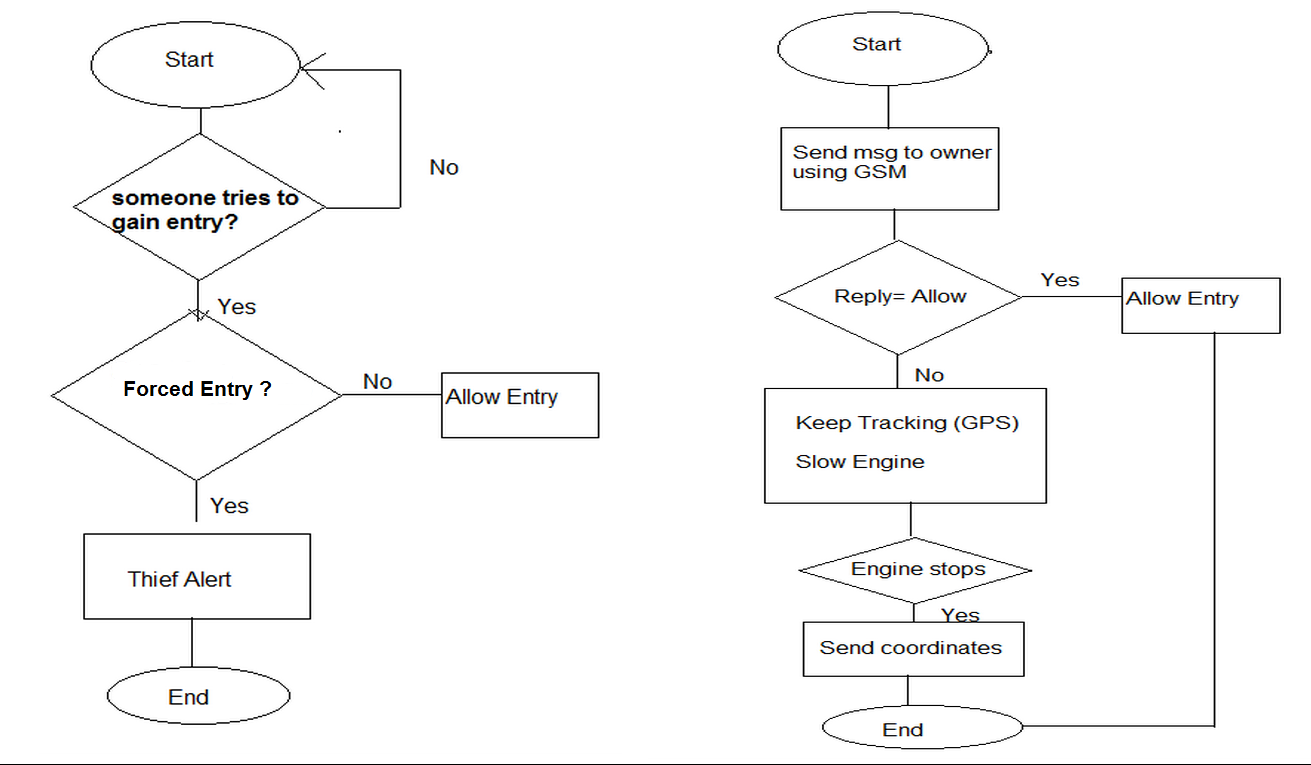 Start
No
someone tries to
gain entry?
Yes
Forced Entry ?
No
Allow Entry
Yes
Thief Alert
End
Start
Send msg to owner
using GSM
Reply= Allow
Yes
Allow Entry
No
Keep Tracking (GPS)
Slow Engine
Engine stops
Yes
Send coordinates
End